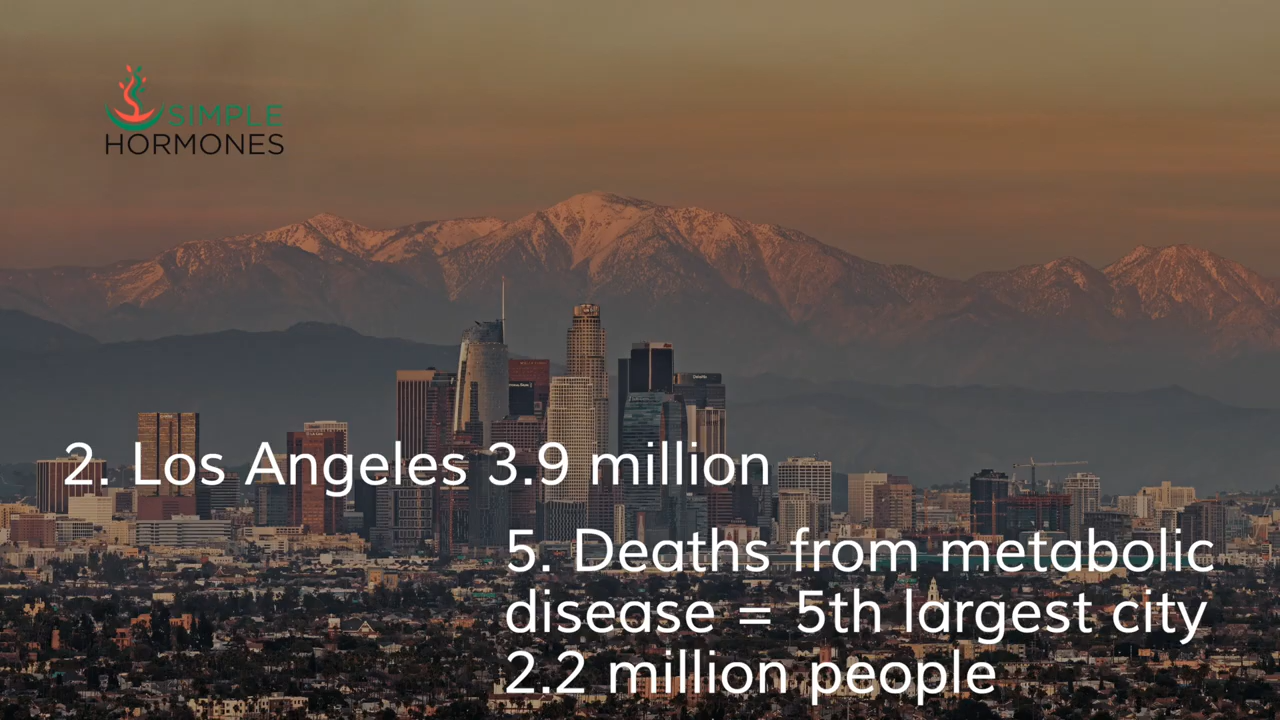 SIMPLE
HORMONES
2. Los Angeles 3.9 million
5. Deaths from metabolic
disease = 5th largest city
2.2 million people